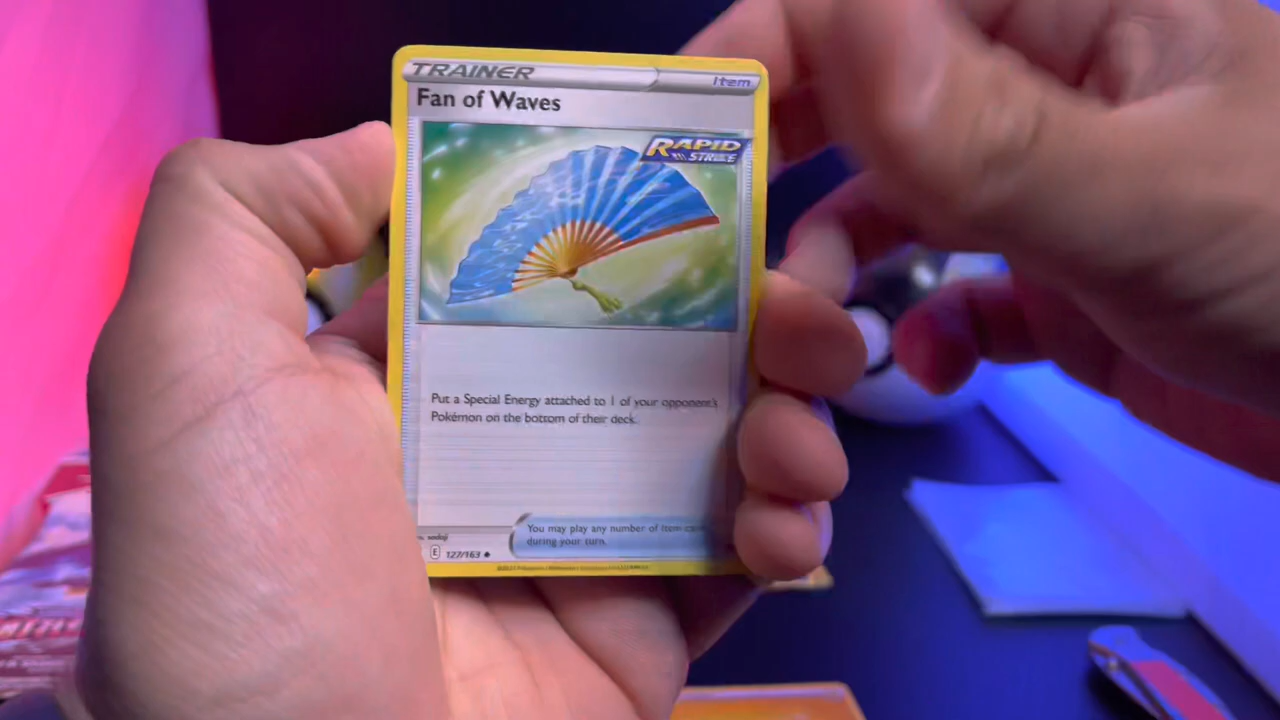 TRAINER
Item
Fan of Waves
RAPID
STRIKE
Put a Special Energy attached to 1 of your opponent's
Pokémon on the bottom of their deck.
You may play any number of Item
during your turn.
sodoji
E 127/163